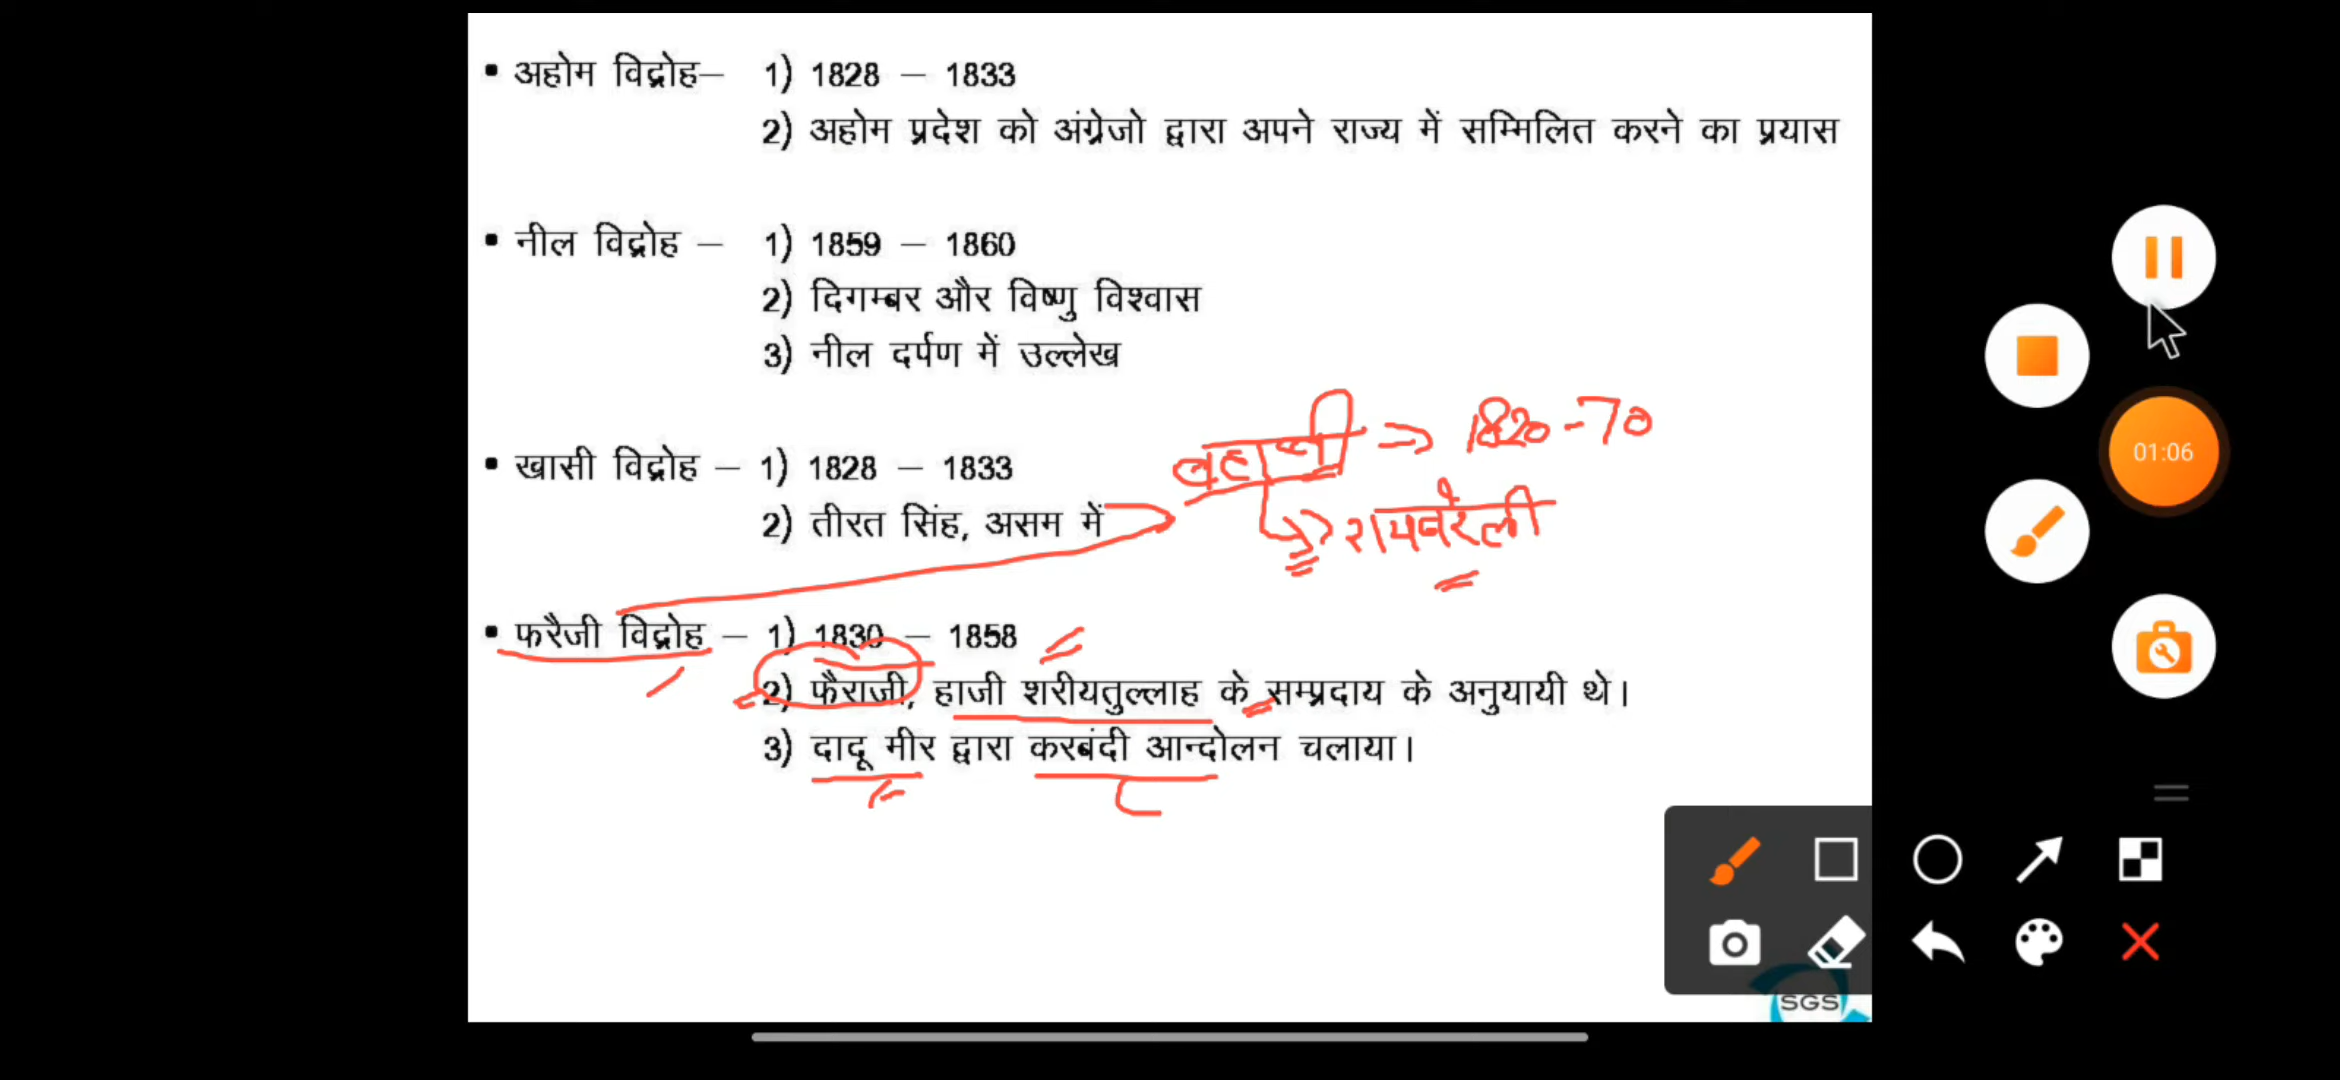 ▪ अहोम विद्रोह– 1) 1828 – 1833
2) अहोम प्रदेश को अंग्रेजो द्वारा अपने राज्य में सम्मिलित करने का प्रयास
▪ नील विद्रोह – 1) 1859 – 1860
2) दिगम्बर और विष्णु विश्वास
3) नील दर्पण में उल्लेख
वहाबी ⇒ 1820-70
▪ खासी विद्रोह – 1) 1828 – 1833
2) तीरत सिंह, असम में
रायबरेली
▪ फरैजी विद्रोह – 1) 1830 – 1858
2) फैराजी, हाजी शरीयतुल्लाह के सम्प्रदाय के अनुयायी थे।
3) दादू मीर द्वारा करबंदी आन्दोलन चलाया।
01:06
SGS